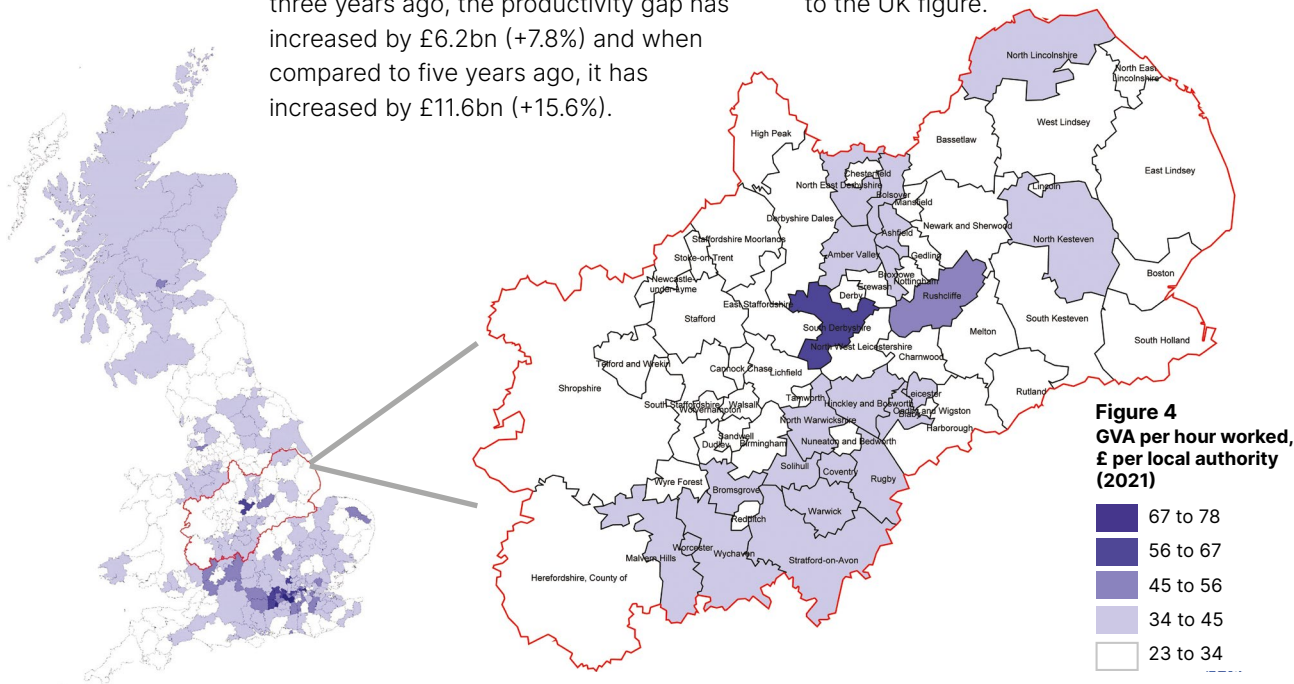 three years ago, the productivity gap has
increased by £6.2bn (+7.8%) and when
compared to five years ago, it has
increased by £11.6bn (+15.6%).
to the UK figure.
North Lincolnshire
North East
Lincolnshire
West Lindsey
High Peak
Bassetlaw
East Lindsey
Chesterfield
North East Derbyshire
Lincoln
Bolsover
Mansfield
Derbyshire Dales
Newark and Sherwood
Ashfield
Staffordshire Moorlands
North Kesteven
Amber Valley
Gedling
Stoke-on-Trent
Boston
Broxtowe
Nottingham
Newcastle-
under-Lyme
Erewash
Derby
Rushcliffe
East Staffordshire
Stafford
South Kesteven
South Derbyshire
Melton
South Holland
North West Leicestershire
Charnwood
Telford and Wrekin
Cannock Chase
Lichfield
Shropshire
Rutland
Leicester
Tamworth
Hinckley and Bosworth
South Staffordshire
Walsall
Wolverhampton
Oadby and Wigston
Blaby
North Warwickshire
Harborough
Sandwell
Dudley
Birmingham
Nuneaton and Bedworth
Solihull
Coventry
Rugby
Wyre Forest
Bromsgrove
Warwick
Redditch
Worcester
Malvern Hills
Wychavon
Stratford-on-Avon
Herefordshire, County of
Figure 4
GVA per hour worked,
£ per local authority
(2021)
67 to 78
56 to 67
45 to 56
34 to 45
23 to 34